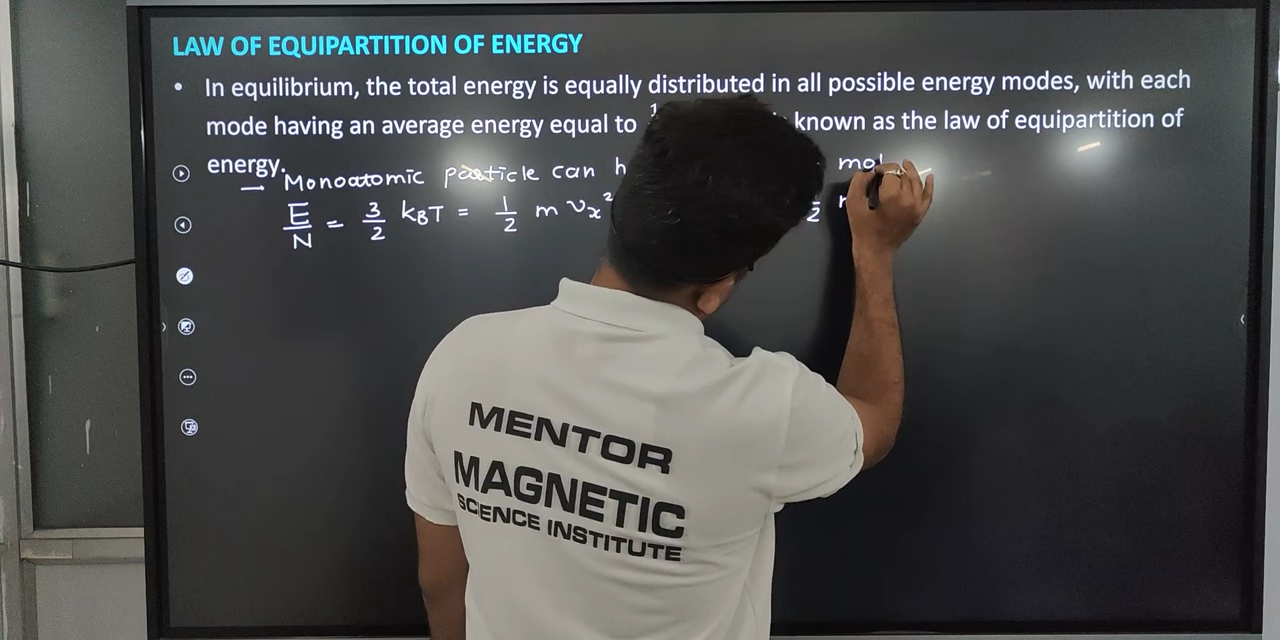 LAW OF EQUIPARTITION OF ENERGY
• In equilibrium, the total energy is equally distributed in all possible energy modes, with each
mode having an average energy equal to known as the law of equipartition of
energy.
→ Monoatomic particle can
E/N = 3/2 kBT = 1/2 m vx²
MENTOR
MAGNETIC
SCIENCE INSTITUTE